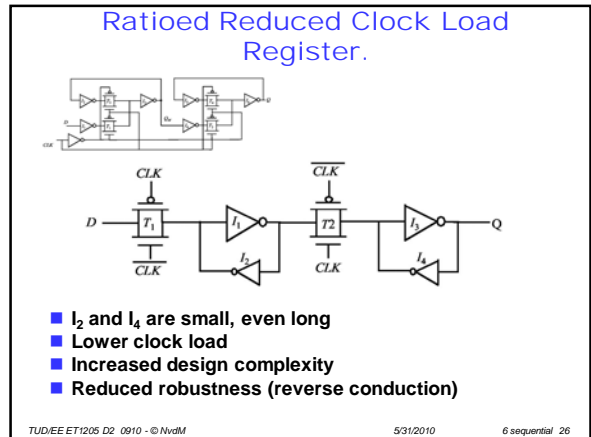 Ratioed Reduced Clock Load
Register.
D
Q
CLK
CLK
CLK
D
T1
I1
I2
T2
I3
I4
Q
CLK
CLK
I2 and I4 are small, even long
Lower clock load
Increased design complexity
Reduced robustness (reverse conduction)
TUD/EE ET1205 D2 0910 - © NvdM
5/31/2010
6 sequential 26